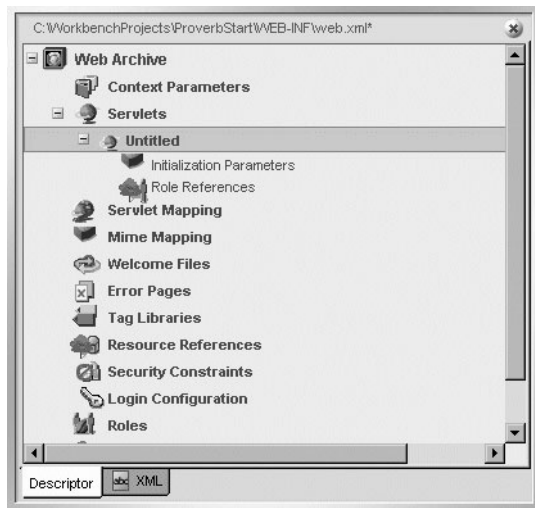 C:\WorkbenchProjects\ProverbStart\WEB-INF\web.xml*
Web Archive
Context Parameters
Servlets
Untitled
Initialization Parameters
Role References
Servlet Mapping
Mime Mapping
Welcome Files
Error Pages
Tag Libraries
Resource References
Security Constraints
Login Configuration
Roles
Descriptor abc XML